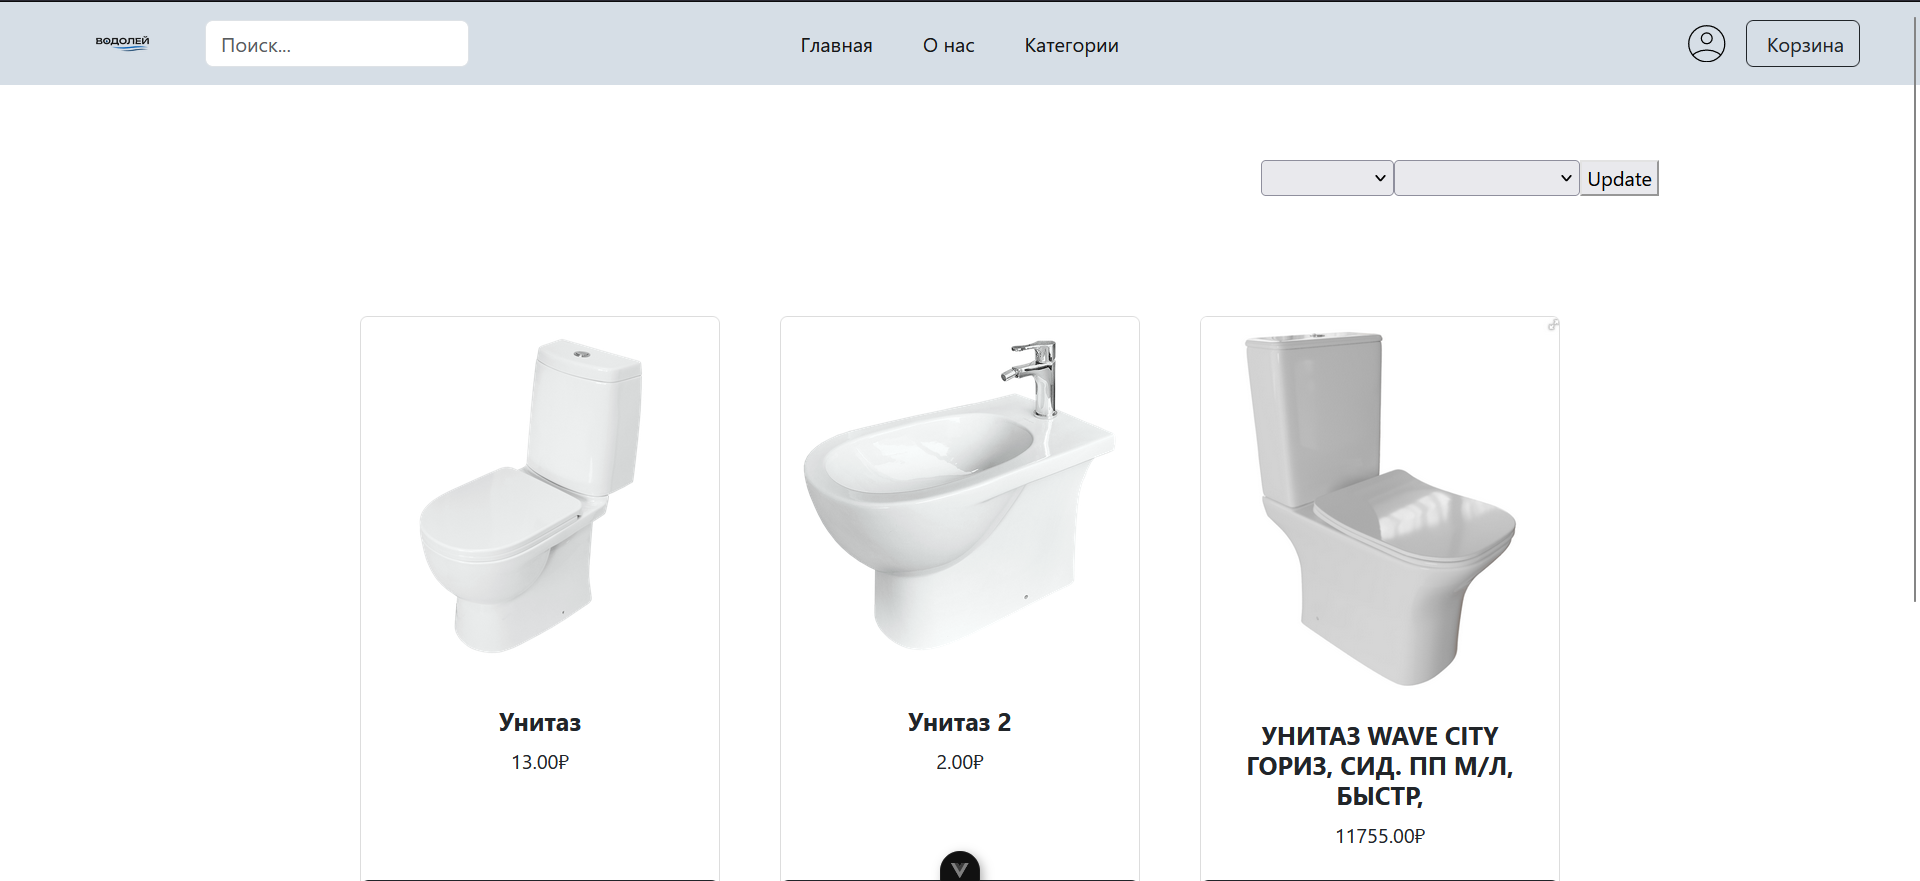 ВОДОЛЕЙ
Поиск...
Главная
О нас
Категории
Корзина
Update
Унитаз
13.00₽
Унитаз 2
2.00₽
УНИТАЗ WAVE CITY
ГОРИЗ, СИД. ПП М/Л,
БЫСТР,
11755.00₽